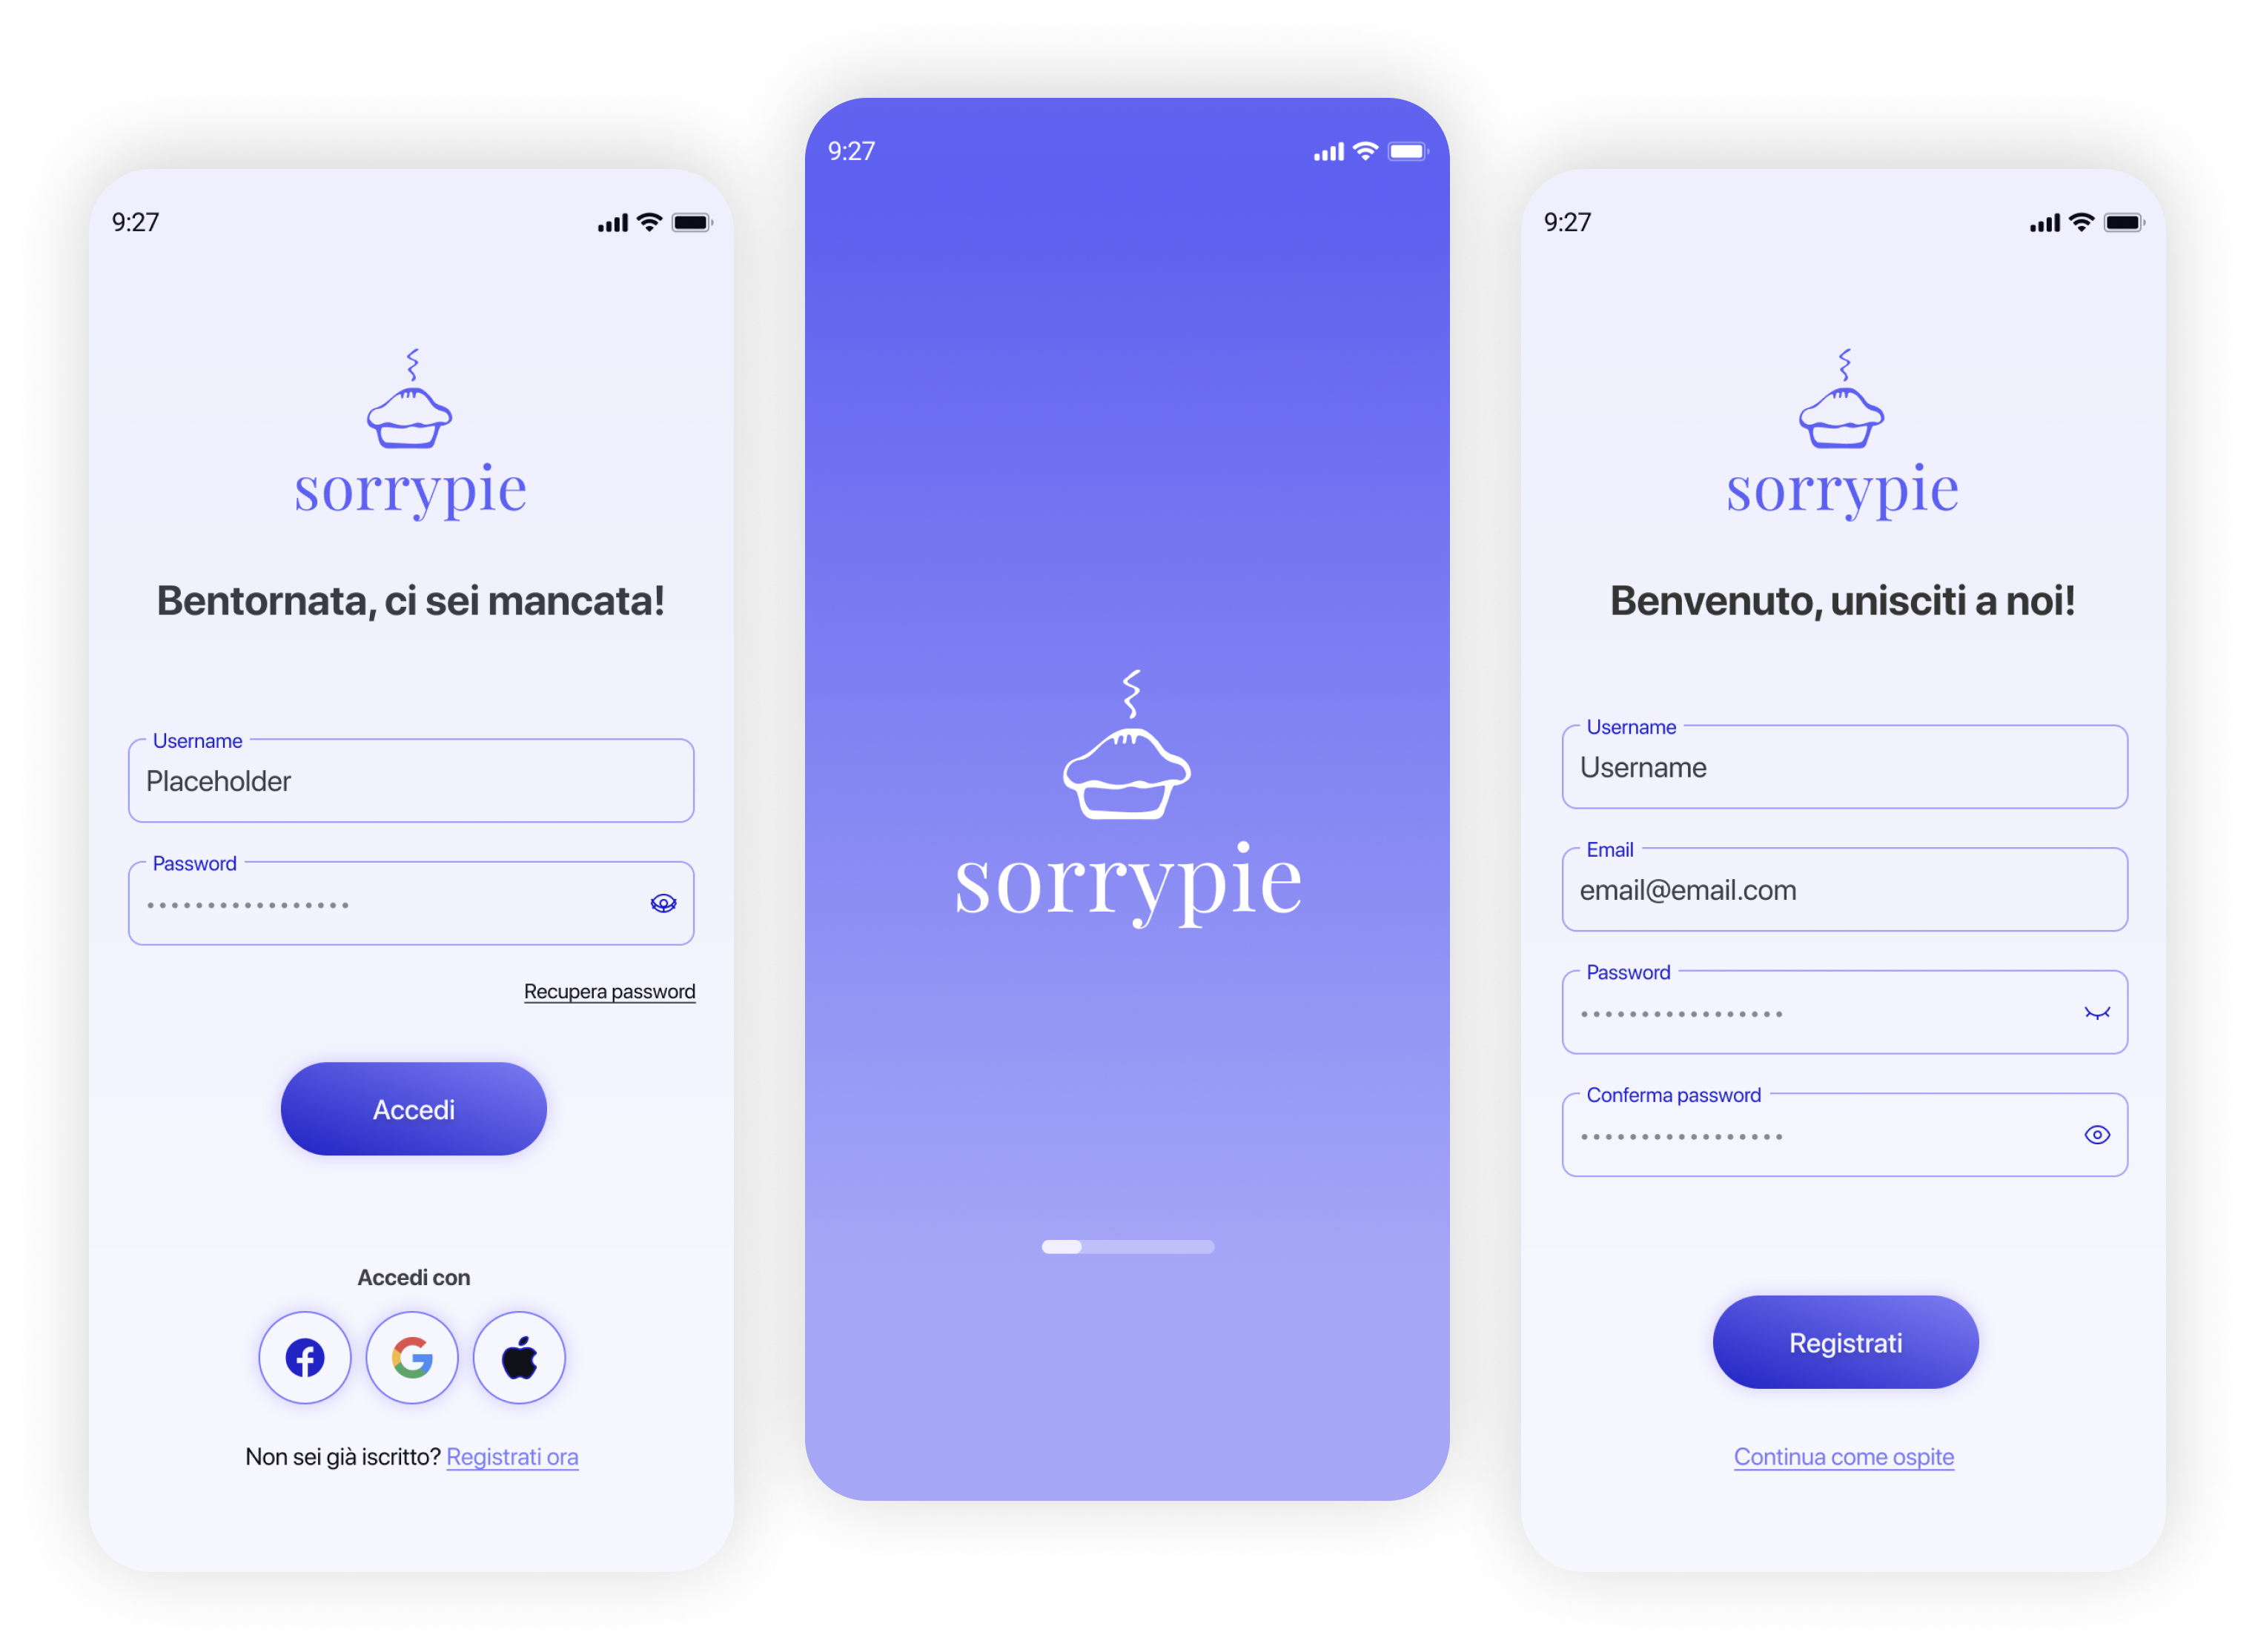 9:27
sorrypie
Bentornata, ci sei mancata!
Username
Placeholder
Password
Recupera password
Accedi
Accedi con
Non sei già iscritto? Registrati ora
9:27
sorrypie
9:27
sorrypie
Benvenuto, unisciti a noi!
Username
Username
Email
email@email.com
Password
Conferma password
Registrati
Continua come ospite